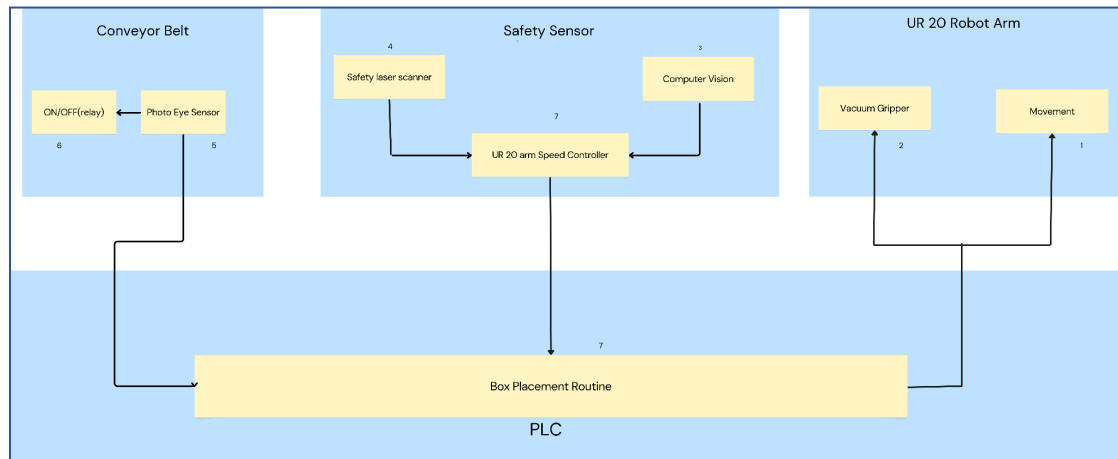 Conveyor Belt
Safety Sensor
UR 20 Robot Arm
4
3
Safety laser scanner
Computer Vision
ON/OFF(relay)
Photo Eye Sensor
Vacuum Gripper
Movement
6
5
7
2
1
UR 20 arm Speed Controller
7
Box Placement Routine
PLC